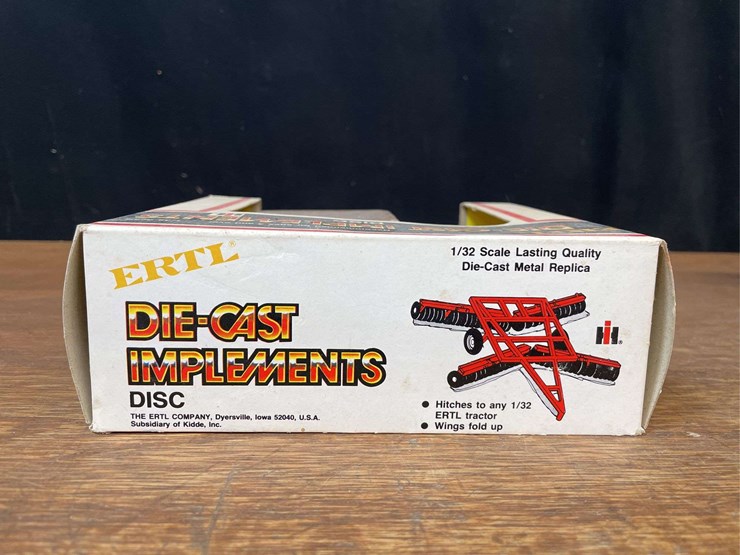 ERTL®
1/32 Scale Lasting Quality
Die-Cast Metal Replica
DIE-CAST
IMPLEMENTS
DISC
THE ERTL COMPANY, Dyersville, Iowa 52040, U.S.A.
Subsidiary of Kidde, Inc.
● Hitches to any 1/32
ERTL tractor
● Wings fold up